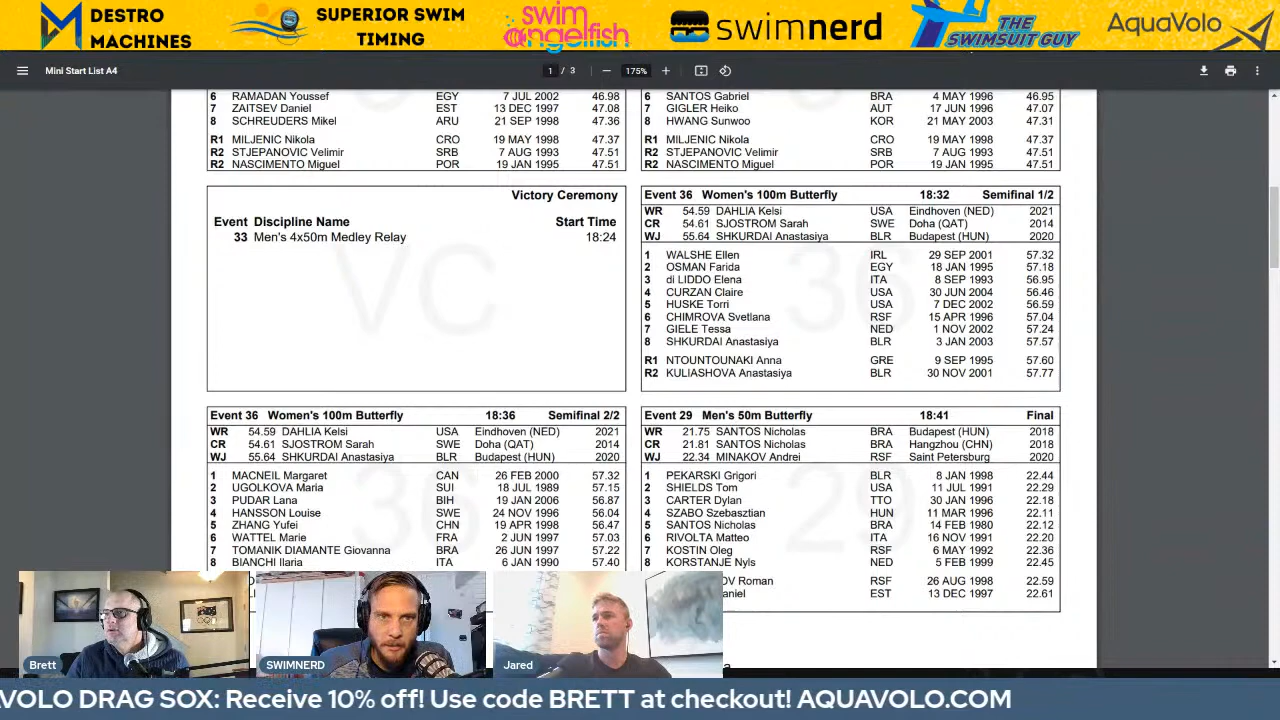 DESTRO
MACHINES
SUPERIOR SWIM
TIMING
swim
angelfish
swimnerd
THE
SWIMSUIT GUY
AquaVolo
Mini Start List A4
1 / 3
175%
6 RAMADAN Youssef EGY 7 JUL 2002 46.98
7 ZAITSEV Daniel EST 13 DEC 1997 47.08
8 SCHREUDERS Mikel ARU 21 SEP 1998 47.36
R1 MILJENIC Nikola CRO 19 MAY 1998 47.37
R2 STJEPANOVIC Velimir SRB 7 AUG 1993 47.51
R2 NASCIMENTO Miguel POR 19 JAN 1995 47.51
6 SANTOS Gabriel BRA 4 MAY 1996 46.95
7 GIGLER Heiko AUT 17 JUN 1996 47.07
8 HWANG Sunwoo KOR 21 MAY 2003 47.31
R1 MILJENIC Nikola CRO 19 MAY 1998 47.37
R2 STJEPANOVIC Velimir SRB 7 AUG 1993 47.51
R2 NASCIMENTO Miguel POR 19 JAN 1995 47.51
Victory Ceremony
Event Discipline Name Start Time
33 Men's 4x50m Medley Relay 18:24
VC
Event 36 Women's 100m Butterfly 18:32 Semifinal 1/2
WR 54.59 DAHLIA Kelsi USA Eindhoven (NED) 2021
CR 54.61 SJOSTROM Sarah SWE Doha (QAT) 2014
WJ 55.64 SHKURDAI Anastasiya BLR Budapest (HUN) 2020
1 WALSHE Ellen IRL 29 SEP 2001 57.32
2 OSMAN Farida EGY 18 JAN 1995 57.18
3 di LIDDO Elena ITA 8 SEP 1993 56.95
4 CURZAN Claire USA 30 JUN 2004 56.46
5 HUSKE Torri USA 7 DEC 2002 56.59
6 CHIMROVA Svetlana RSF 15 APR 1996 57.04
7 GIELE Tessa NED 1 NOV 2002 57.24
8 SHKURDAI Anastasiya BLR 3 JAN 2003 57.57
R1 NTOUNTOUNAKI Anna GRE 9 SEP 1995 57.60
R2 KULIASHOVA Anastasiya BLR 30 NOV 2001 57.77
36
Event 36 Women's 100m Butterfly 18:36 Semifinal 2/2
WR 54.59 DAHLIA Kelsi USA Eindhoven (NED) 2021
CR 54.61 SJOSTROM Sarah SWE Doha (QAT) 2014
WJ 55.64 SHKURDAI Anastasiya BLR Budapest (HUN) 2020
1 MACNEIL Margaret CAN 26 FEB 2000 57.32
2 UGOLKOVA Maria SUI 18 JUL 1989 57.15
3 PUDAR Lana BIH 19 JAN 2006 56.87
4 HANSSON Louise SWE 24 NOV 1996 56.04
5 ZHANG Yufei CHN 19 APR 1998 56.47
6 WATTEL Marie FRA 2 JUN 1997 57.03
7 TOMANIK DIAMANTE Giovanna BRA 26 JUN 1997 57.22
8 BIANCHI Ilaria ITA 6 JAN 1990 57.40
36
Event 29 Men's 50m Butterfly 18:41 Final
WR 21.75 SANTOS Nicholas BRA Budapest (HUN) 2018
CR 21.81 SANTOS Nicholas BRA Hangzhou (CHN) 2018
WJ 22.34 MINAKOV Andrei RSF Saint Petersburg 2020
1 PEKARSKI Grigori BLR 8 JAN 1998 22.44
2 SHIELDS Tom USA 11 JUL 1991 22.29
3 CARTER Dylan TTO 30 JAN 1996 22.18
4 SZABO Szebasztian HUN 11 MAR 1996 22.11
5 SANTOS Nicholas BRA 14 FEB 1980 22.12
6 RIVOLTA Matteo ITA 16 NOV 1991 22.20
7 KOSTIN Oleg RSF 6 MAY 1992 22.36
8 KORSTANJE Nyls NED 5 FEB 1999 22.45
OV Roman RSF 26 AUG 1998 22.59
aniel EST 13 DEC 1997 22.61
29
Brett
SWIMNERD
Jared
AVOLO DRAG SOX: Receive 10% off! Use code BRETT at checkout! AQUAVOLO.COM